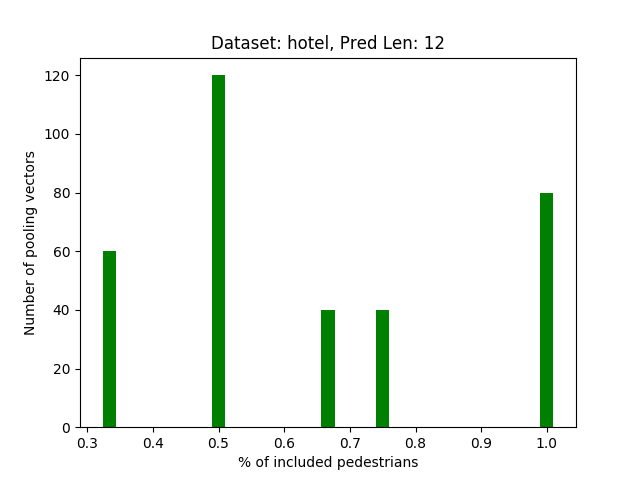 Dataset: hotel, Pred Len: 12
Number of pooling vectors
120
100
80
60
40
20
0
0.3 0.4 0.5 0.6 0.7 0.8 0.9 1.0
% of included pedestrians